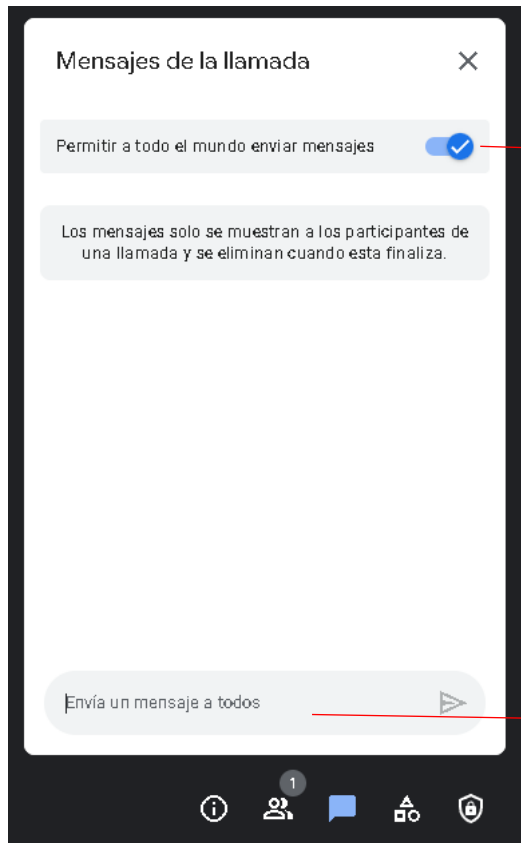 Mensajes de la llamada
Permitir a todo el mundo enviar mensajes
Los mensajes solo se muestran a los participantes de
una llamada y se eliminan cuando esta finaliza.
Envía un mensaje a todos
1